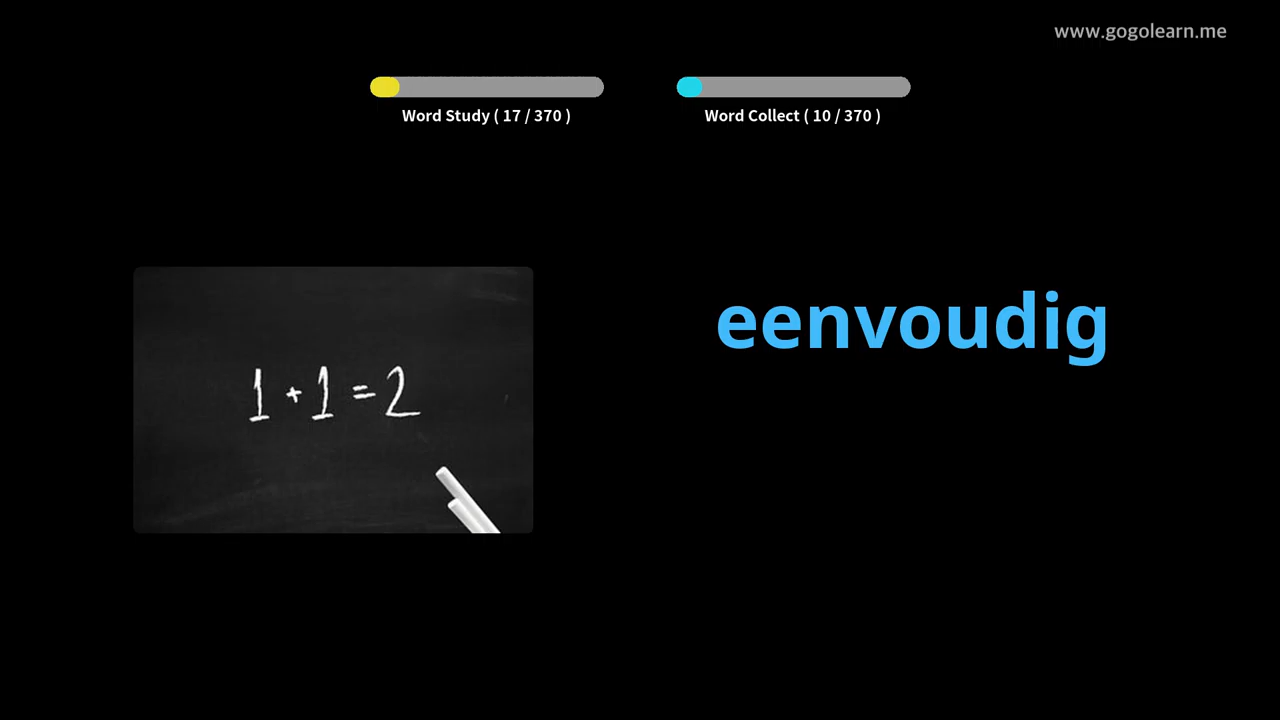 www.gogolearn.me
Word Study ( 17 / 370 )
Word Collect ( 10 / 370 )
eenvoudig
1 + 1 = 2